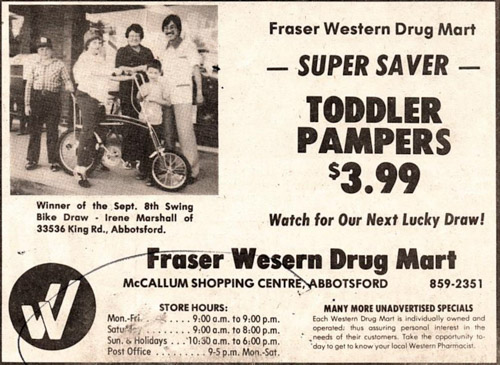 Fraser Western Drug Mart
— SUPER SAVER —
TODDLER
PAMPERS
$3.99
Watch for Our Next Lucky Draw!
Winner of the Sept. 8th Swing
Bike Draw - Irene Marshall of
33536 King Rd., Abbotsford.
Fraser Wesern Drug Mart
McCALLUM SHOPPING CENTRE, ABBOTSFORD 859-2351
W
STORE HOURS:
Mon.-Fri. . . . . . 9:00 a.m. to 9:00 p.m.
Saturday . . . . . 9:00 a.m. to 8:00 p.m.
Sun. & Holidays . . . 10:30 a.m. to 6:00 p.m.
Post Office . . . . . . . . . 9-5 p.m. Mon.-Sat.
MANY MORE UNADVERTISED SPECIALS
Each Western Drug Mart is individually owned and
operated; thus assuring personal interest in the
needs of their customers. Take the opportunity to-
day to get to know your local Western Pharmacist.